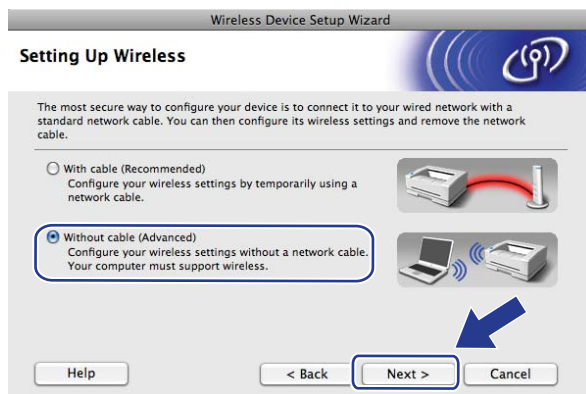 Wireless Device Setup Wizard
Setting Up Wireless
The most secure way to configure your device is to connect it to your wired network with a
standard network cable. You can then configure its wireless settings and remove the network
cable.
With cable (Recommended)
Configure your wireless settings by temporarily using a
network cable.
Without cable (Advanced)
Configure your wireless settings without a network cable.
Your computer must support wireless.
Help
< Back
Next >
Cancel